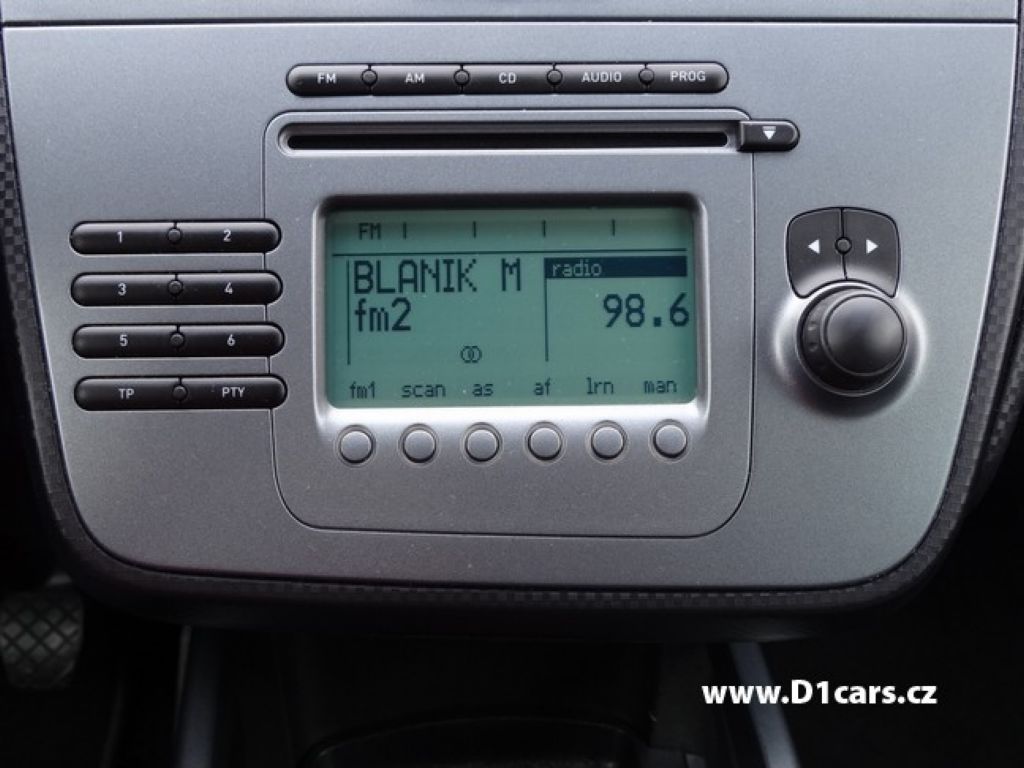 FM AM CD AUDIO PROG
FM
BLANIK M radio
fm2 98.6
fm1 scan as af lrn man
1 2
3 4
5 6
TP PTY
www.D1cars.cz